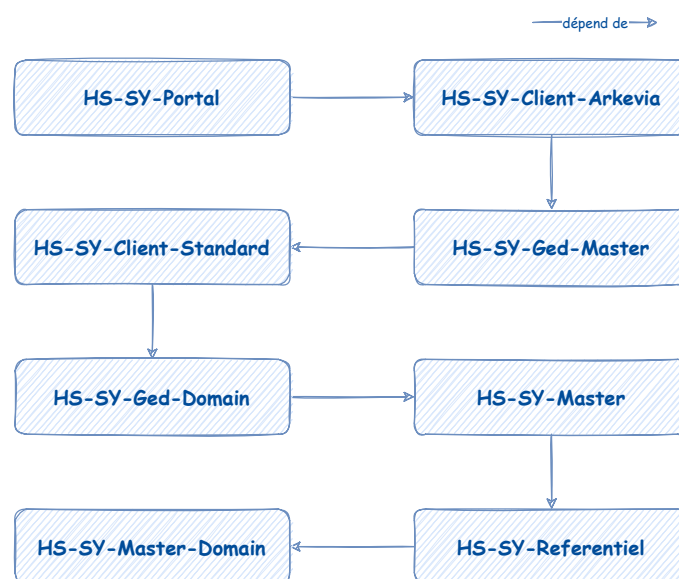 dépend de
HS-SY-Portal
HS-SY-Client-Arkevia
HS-SY-Client-Standard
HS-SY-Ged-Master
HS-SY-Ged-Domain
HS-SY-Master
HS-SY-Master-Domain
HS-SY-Referentiel